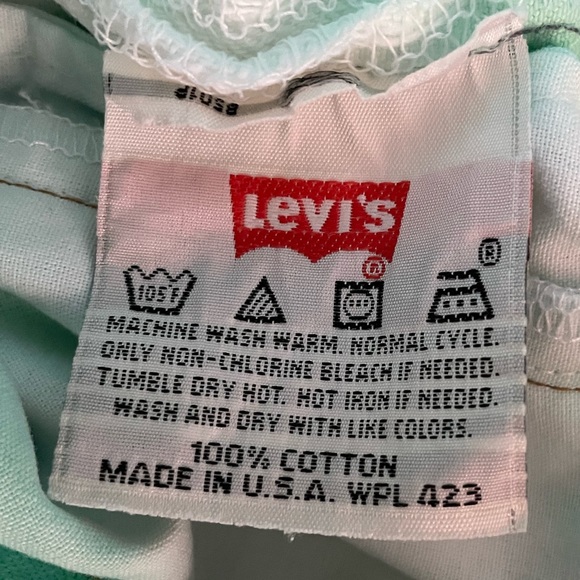 8501P
Levi's
®
®
105F
MACHINE WASH WARM. NORMAL CYCLE.
ONLY NON-CHLORINE BLEACH IF NEEDED.
TUMBLE DRY HOT. HOT IRON IF NEEDED.
WASH AND DRY WITH LIKE COLORS.
100% COTTON
MADE IN U.S.A. WPL 423